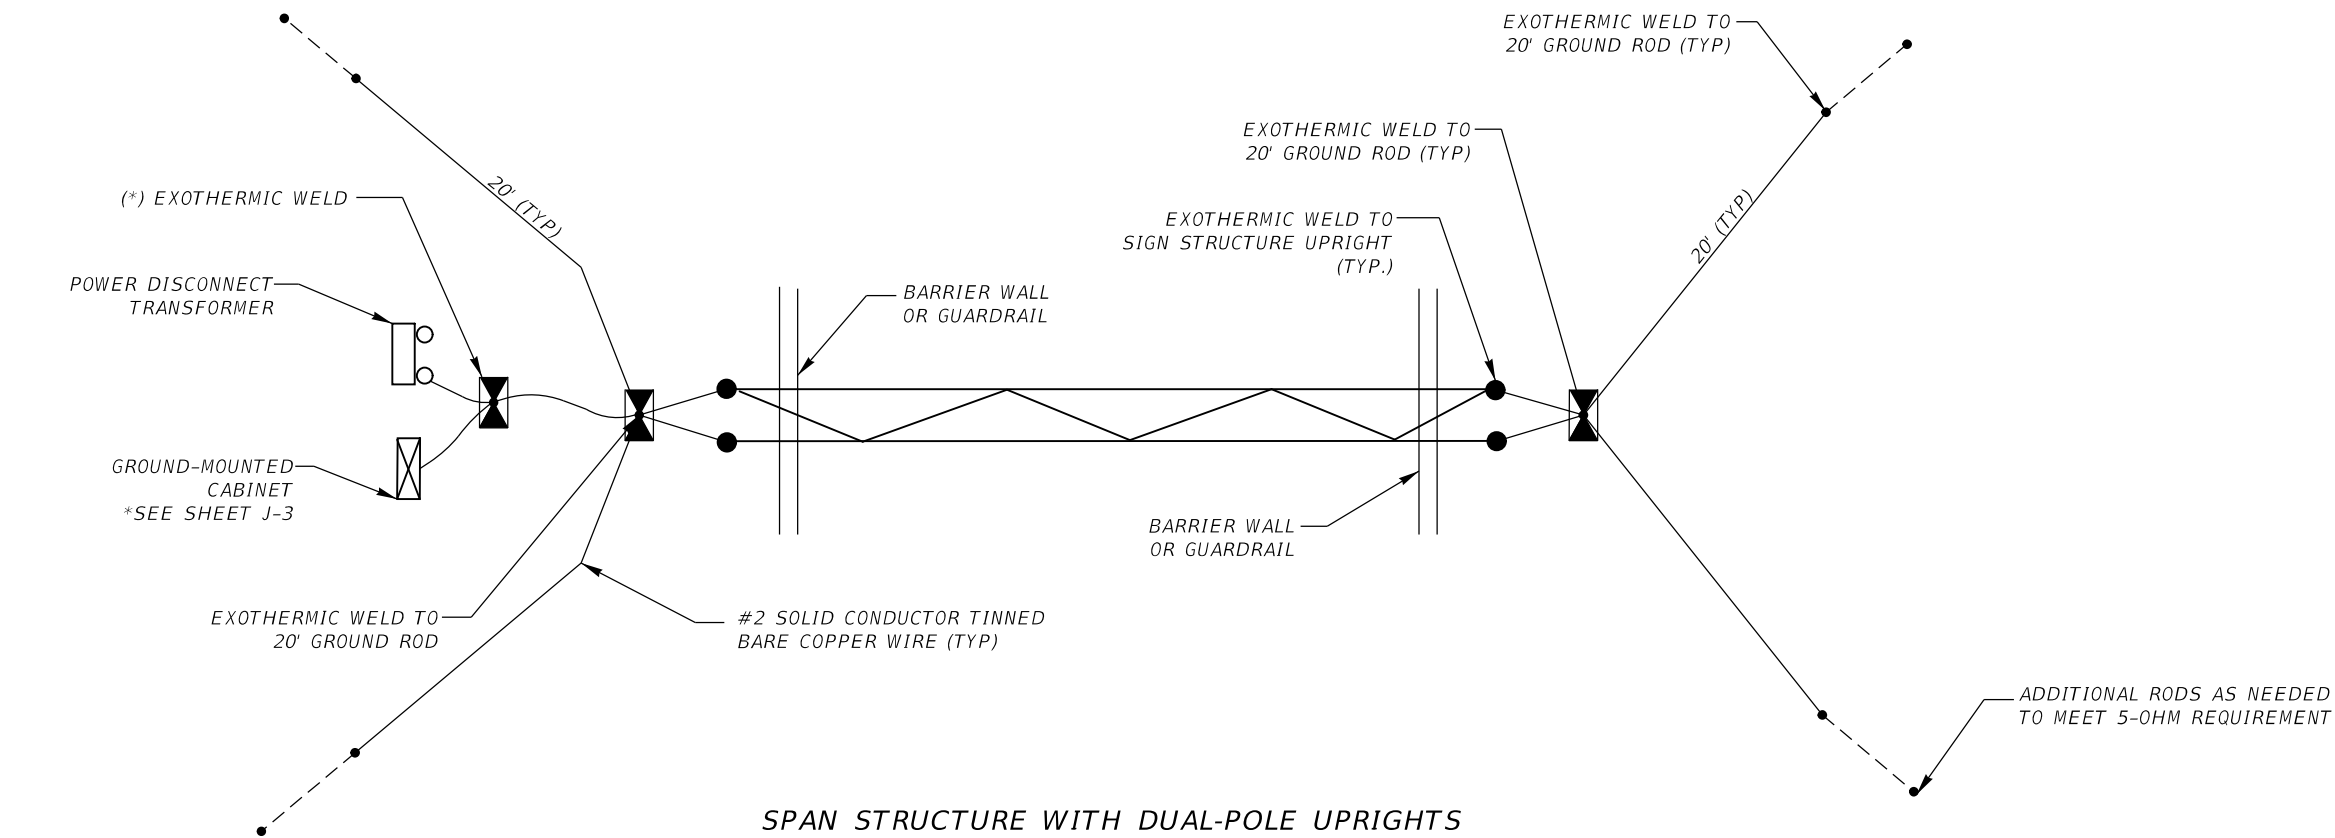 EXOTHERMIC WELD TO
20' GROUND ROD (TYP)
EXOTHERMIC WELD TO
20' GROUND ROD (TYP)
(*) EXOTHERMIC WELD
20' (TYP)
20' (TYP)
EXOTHERMIC WELD TO
SIGN STRUCTURE UPRIGHT
(TYP.)
POWER DISCONNECT
TRANSFORMER
BARRIER WALL
OR GUARDRAIL
GROUND-MOUNTED
CABINET
*SEE SHEET J-3
BARRIER WALL
OR GUARDRAIL
EXOTHERMIC WELD TO
20' GROUND ROD
#2 SOLID CONDUCTOR TINNED
BARE COPPER WIRE (TYP)
ADDITIONAL RODS AS NEEDED
TO MEET 5-OHM REQUIREMENT
SPAN STRUCTURE WITH DUAL-POLE UPRIGHTS